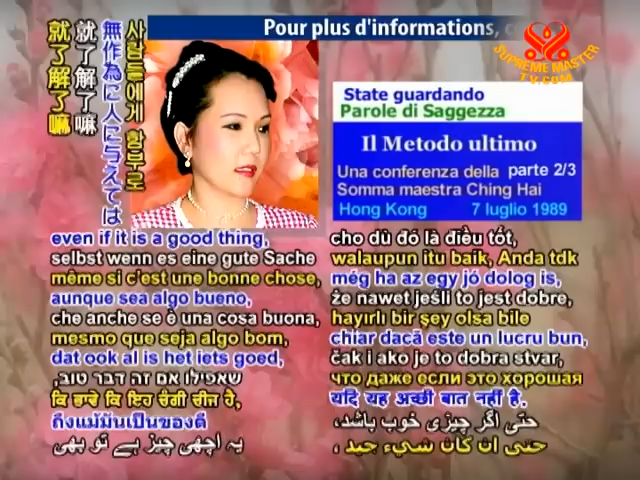 Pour plus d'informations, c
SUPREME MASTER
TV.COM
就了解了嘛
就了解了嘛
無作為に人に与えては
사람들에게 함부로
State guardando
Parole di Saggezza
Il Metodo ultimo
Una conferenza della parte 2/3
Somma maestra Ching Hai
Hong Kong 7 luglio 1989
even if it is a good thing,
selbst wenn es eine gute Sache
même si c'est une bonne chose,
aunque sea algo bueno,
che anche se è una cosa buona,
mesmo que seja algo bom,
dat ook al is het iets goed,
שאפילו אם זה דבר טוב,
ਕਿ ਭਾਵੇਂ ਕਿ ਇਹ ਚੰਗੀ ਚੀਜ ਹੈ,
ถึงแม้มันเป็นของดี
یہ اچھی چیز ہے تو بھی
cho dù đó là điều tốt,
walaupun itu baik, Anda tdk
még ha az egy jó dolog is,
że nawet jeśli to jest dobre,
hayırlı bir şey olsa bile
chiar dacă este un lucru bun,
čak i ako je to dobra stvar,
что даже если это хорошая
यदि यह अच्छी बात नहीं है.
حتی اگر چیزی خوب باشد،
حتى ان كان شيء جيد ،